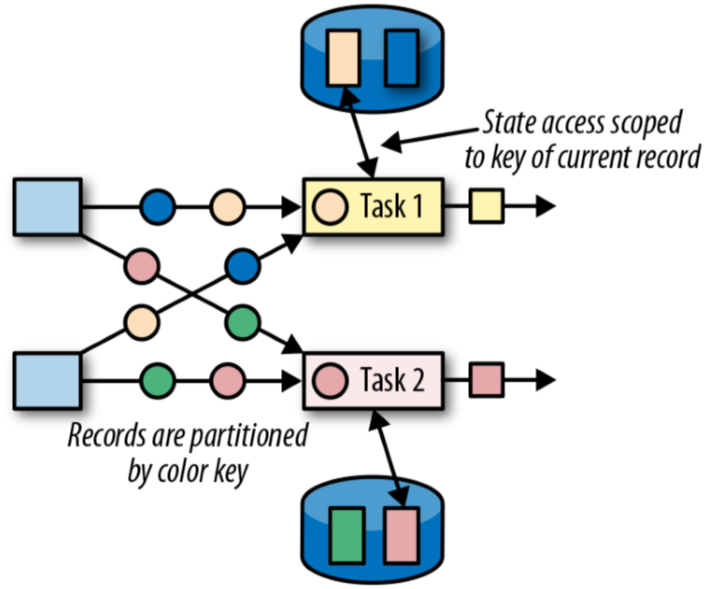 State access scoped
to key of current record
Task 1
Task 2
Records are partitioned
by color key